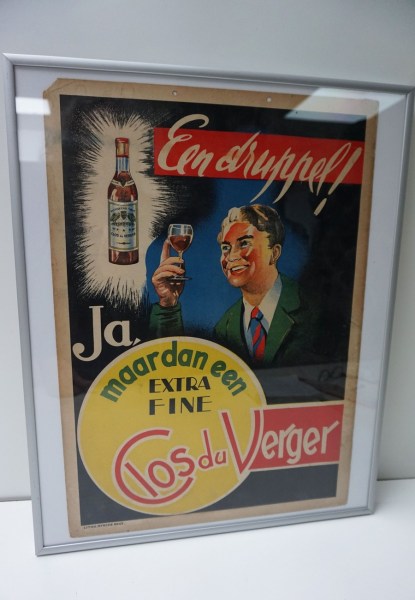 Een druppel!
Ja,
maar dan een
EXTRA
FINE
Clos du Verger